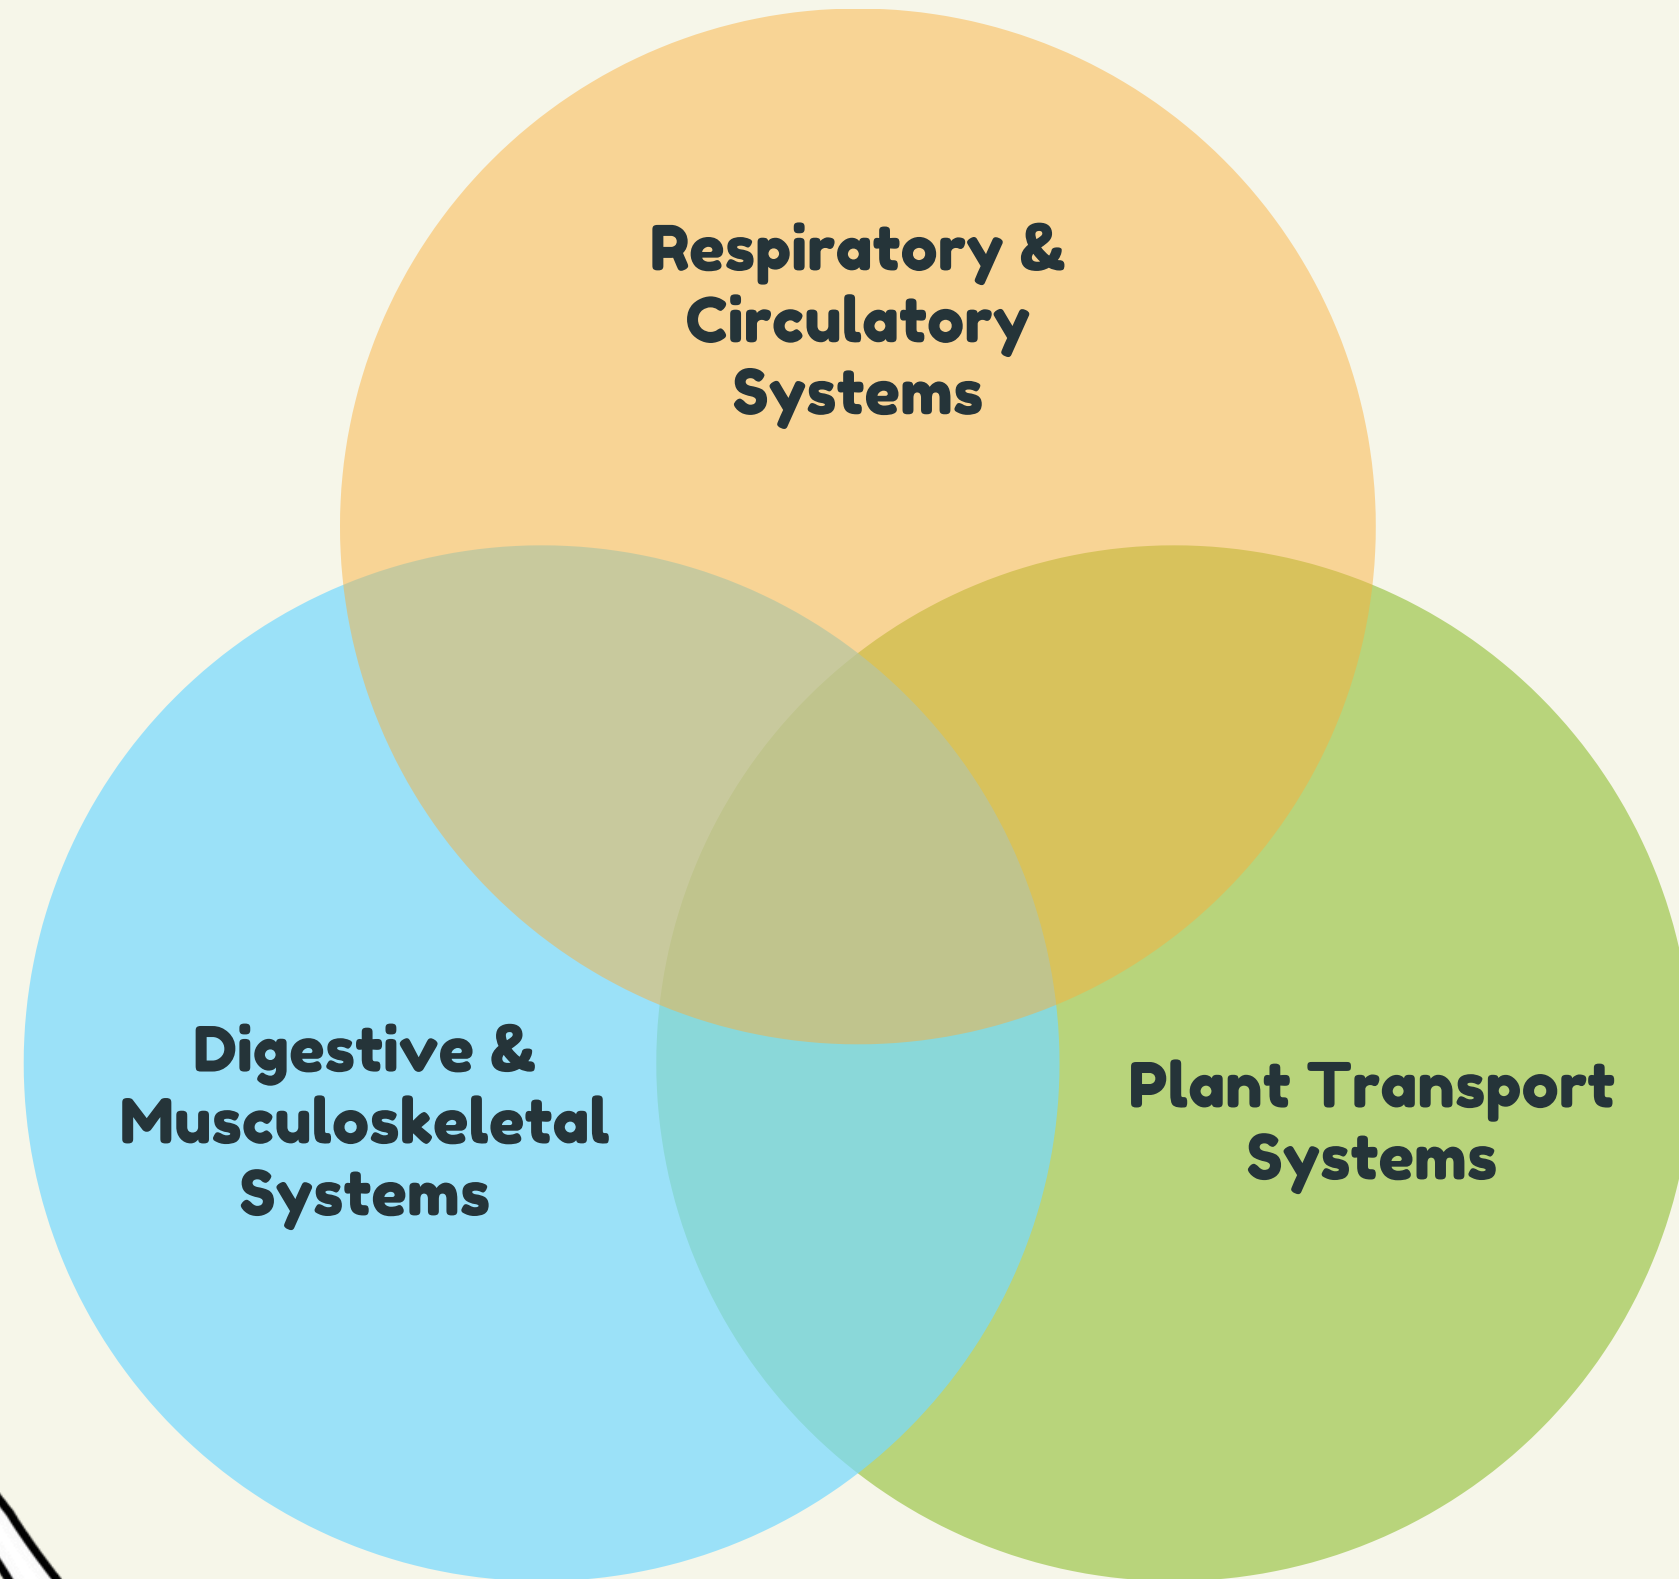 Respiratory &
Circulatory
Systems
Digestive &
Musculoskeletal
Systems
Plant Transport
Systems